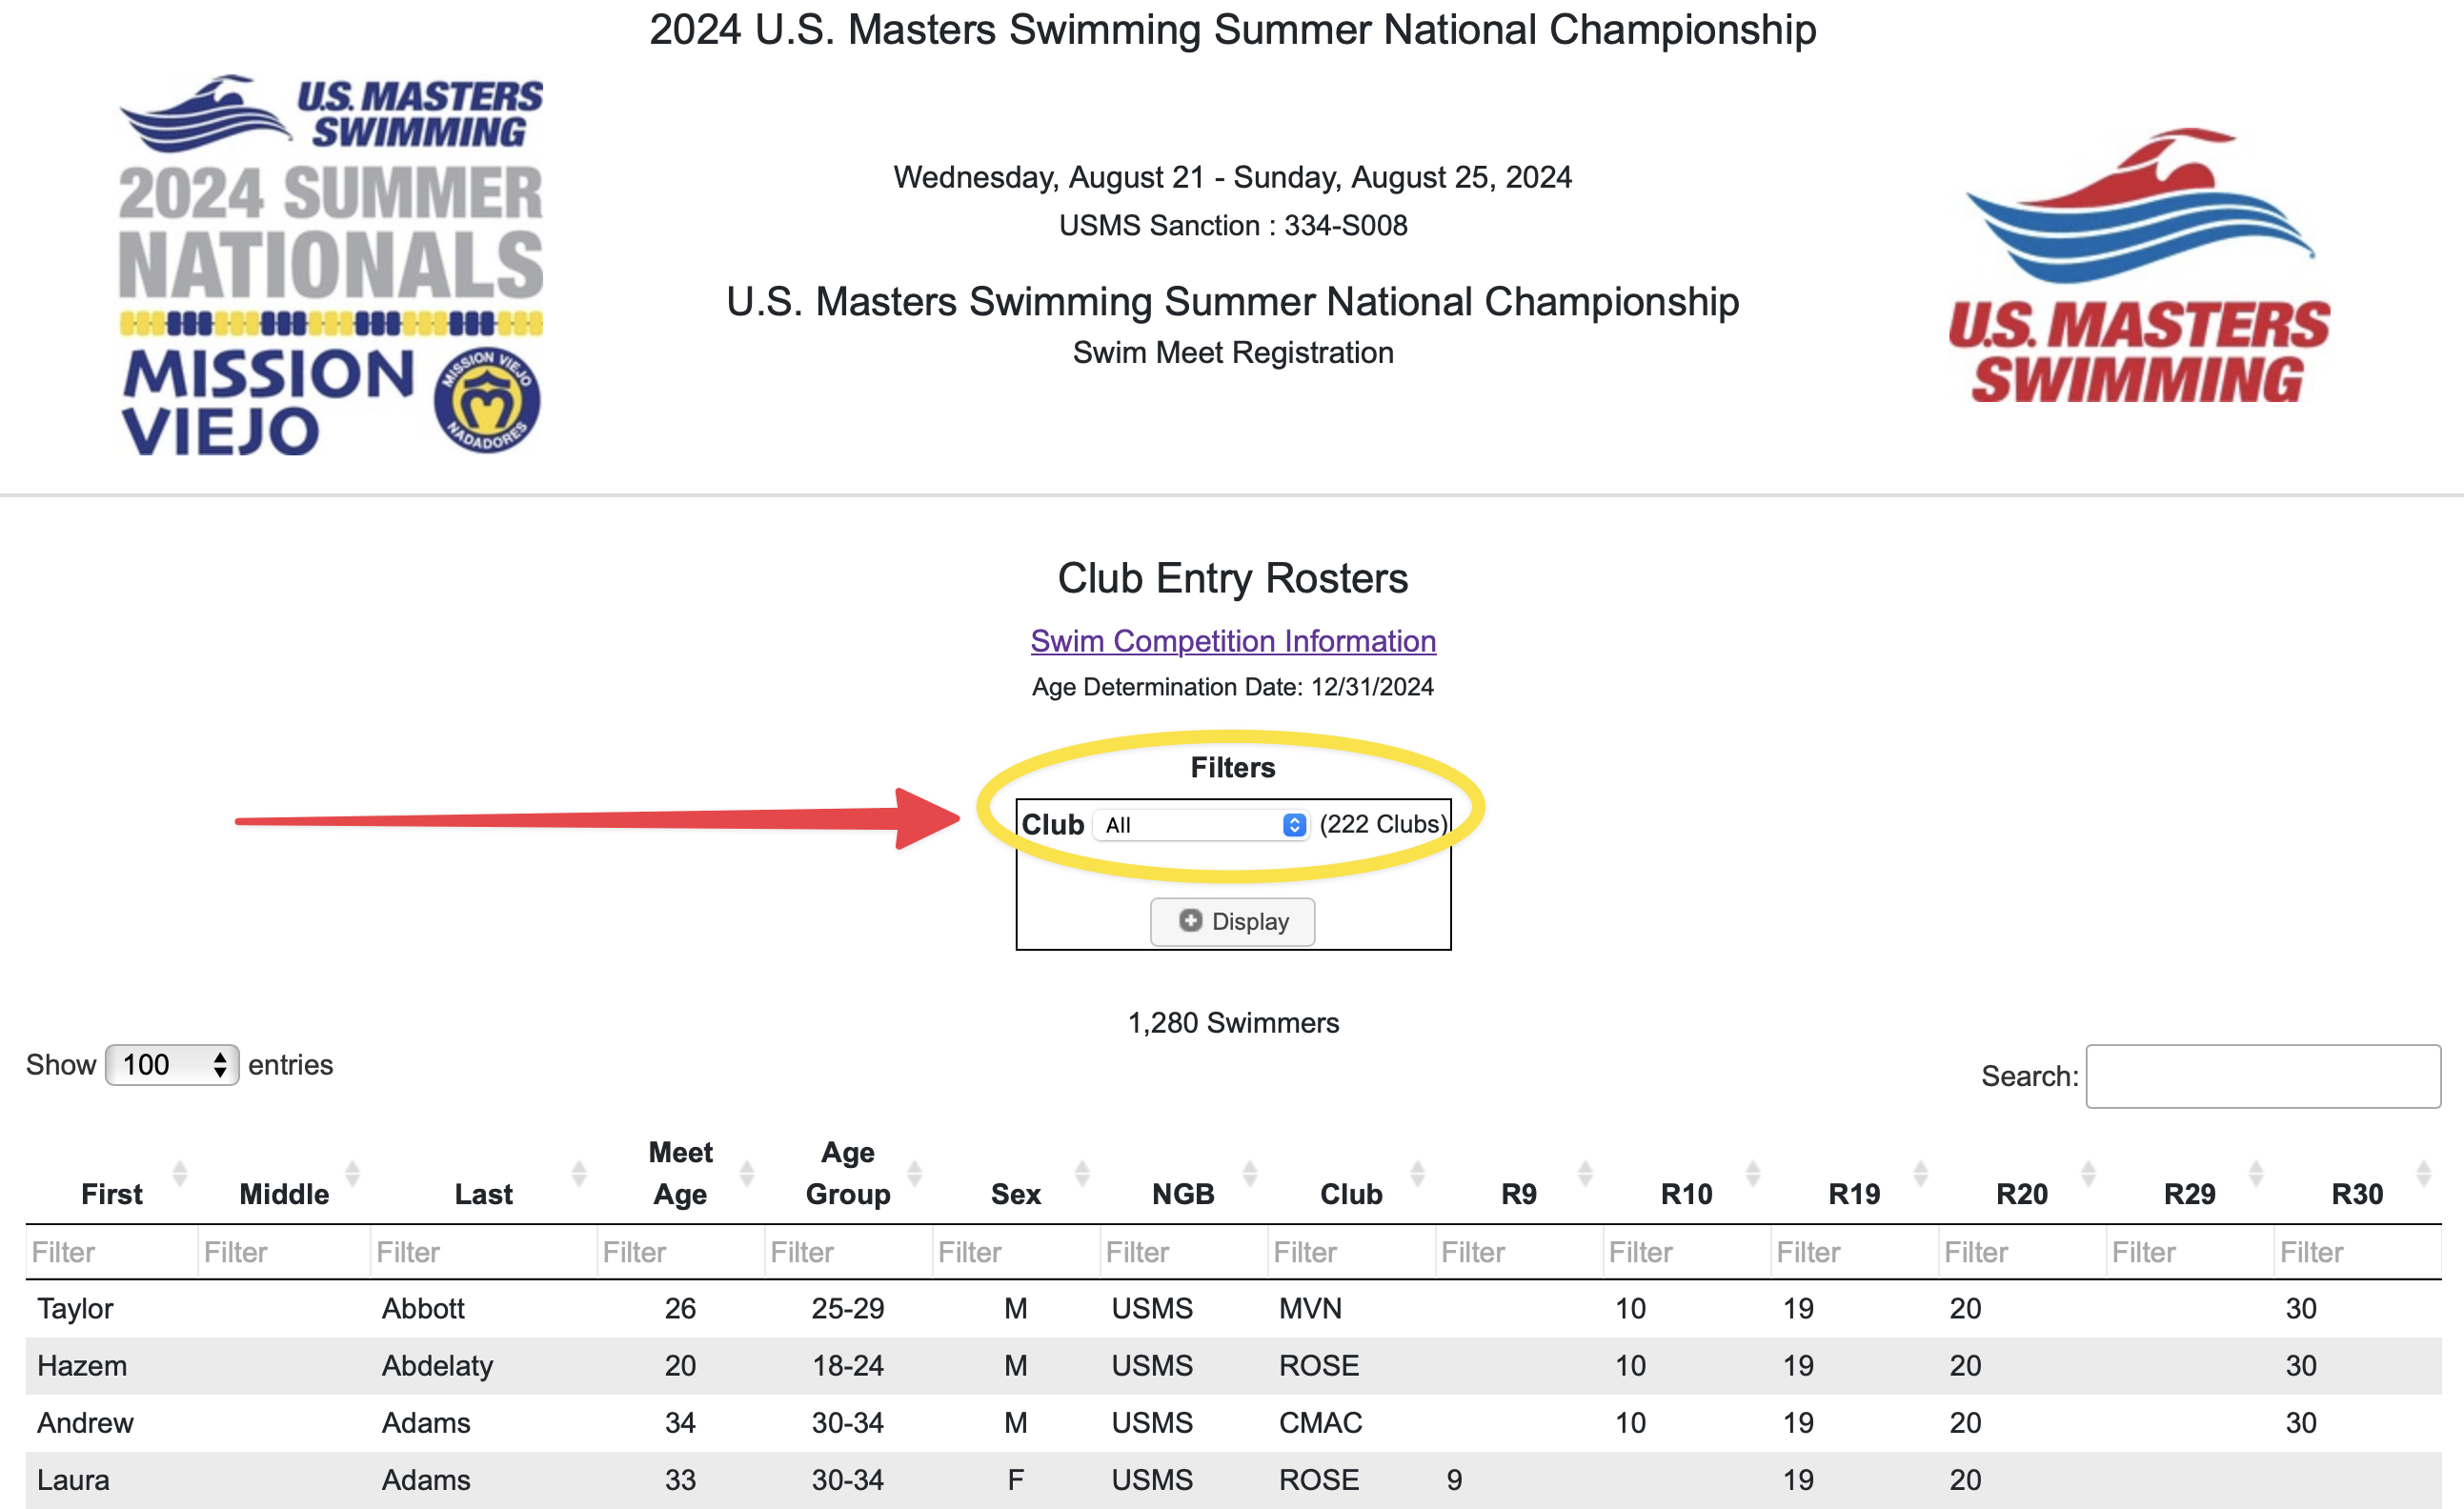 2024 U.S. Masters Swimming Summer National Championship
U.S. MASTERS
SWIMMING
2024 SUMMER
NATIONALS
MISSION
VIEJO
MISSION VIEJO
NADADORES
Wednesday, August 21 - Sunday, August 25, 2024
USMS Sanction : 334-S008
U.S. Masters Swimming Summer National Championship
Swim Meet Registration
U.S. MASTERS
SWIMMING
Club Entry Rosters
Swim Competition Information
Age Determination Date: 12/31/2024
Filters
Club All (222 Clubs)
Display
1,280 Swimmers
Show 100 entries
Search:
First Middle Last Meet Age Age Group Sex NGB Club R9 R10 R19 R20 R29 R30
Filter Filter Filter Filter Filter Filter Filter Filter Filter Filter Filter Filter Filter Filter
Taylor Abbott 26 25-29 M USMS MVN 10 19 20 30
Hazem Abdelaty 20 18-24 M USMS ROSE 10 19 20 30
Andrew Adams 34 30-34 M USMS CMAC 10 19 20 30
Laura Adams 33 30-34 F USMS ROSE 9 19 20